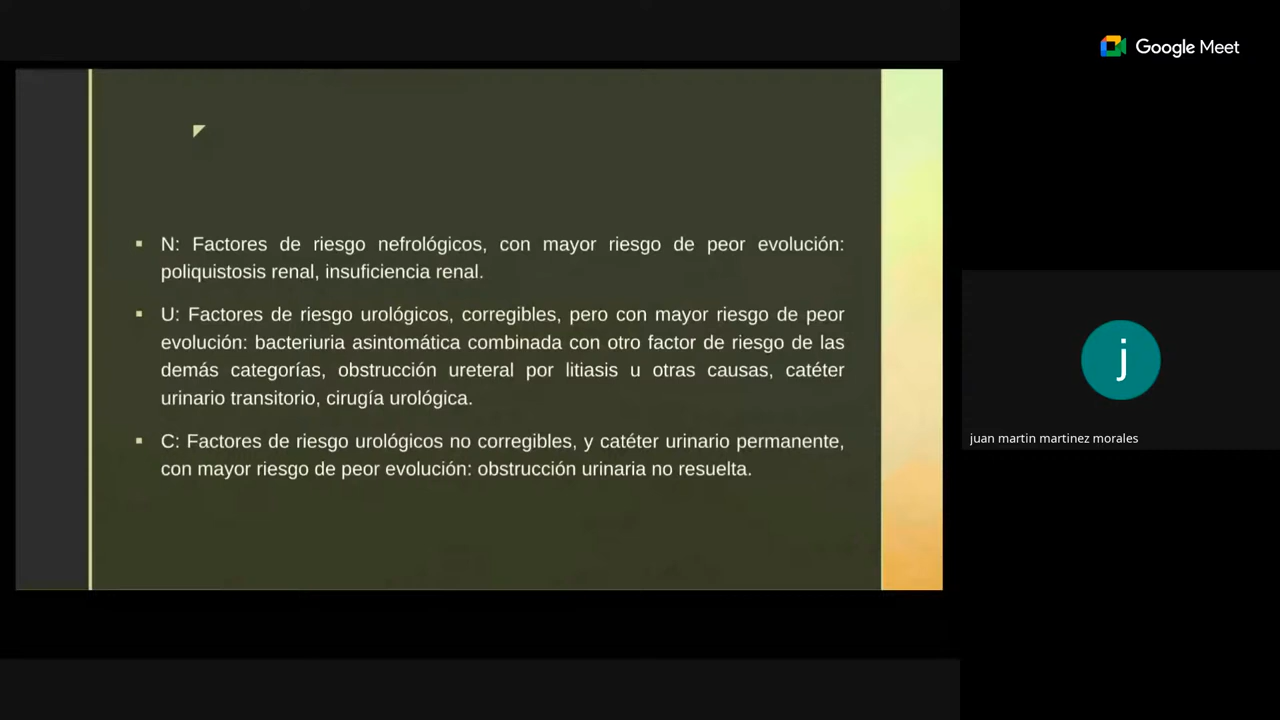 Google Meet
N: Factores de riesgo nefrológicos, con mayor riesgo de peor evolución:
poliquistosis renal, insuficiencia renal.
U: Factores de riesgo urológicos, corregibles, pero con mayor riesgo de peor
evolución: bacteriuria asintomática combinada con otro factor de riesgo de las
demás categorías, obstrucción ureteral por litiasis u otras causas, catéter
urinario transitorio, cirugía urológica.
C: Factores de riesgo urológicos no corregibles, y catéter urinario permanente,
con mayor riesgo de peor evolución: obstrucción urinaria no resuelta.
j
juan martin martinez morales